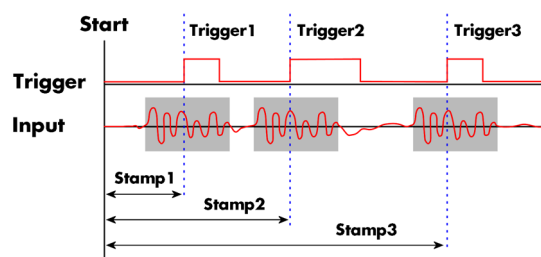 Start
Trigger1
Trigger2
Trigger3
Trigger
Input
Stamp1
Stamp2
Stamp3